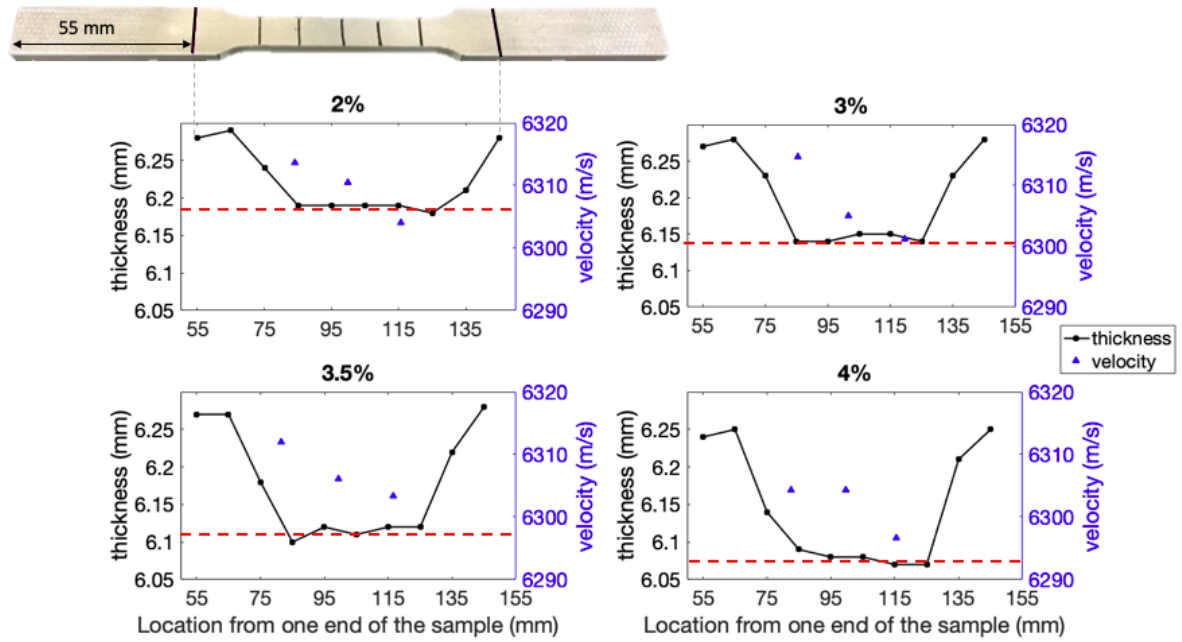 55 mm
2%
thickness (mm)
6.25
6.2
6.15
6.1
6.05
55 75 95 115 135
6320
6310
6300
6290
velocity (m/s)
3%
thickness (mm)
6.25
6.2
6.15
6.1
6.05
55 75 95 115 135 155
6320
6310
6300
6290
velocity (m/s)
thickness
velocity
3.5%
thickness (mm)
6.25
6.2
6.15
6.1
6.05
55 75 95 115 135 155
6320
6310
6300
6290
velocity (m/s)
Location from one end of the sample (mm)
4%
thickness (mm)
6.25
6.2
6.15
6.1
6.05
55 75 95 115 135 155
6320
6310
6300
6290
velocity (m/s)
Location from one end of the sample (mm)